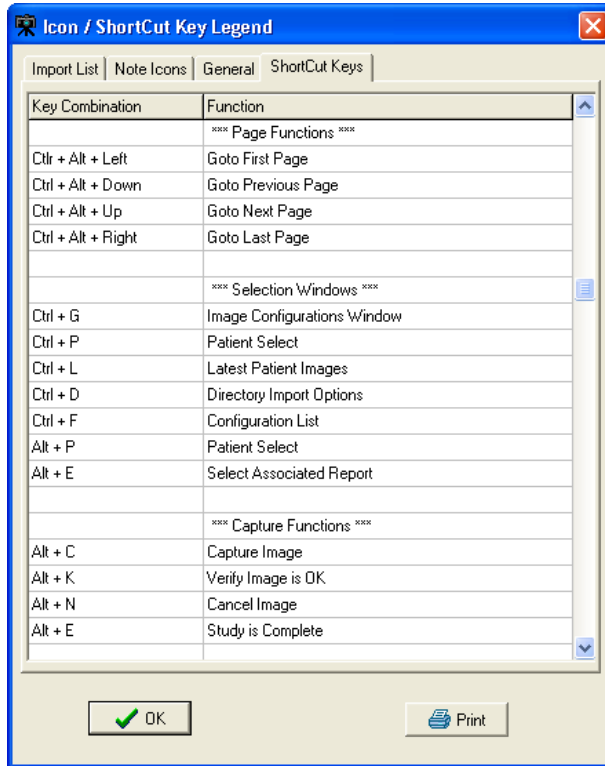 Icon / ShortCut Key Legend
Import List Note Icons General ShortCut Keys
Key Combination Function
*** Page Functions ***
Ctlr + Alt + Left Goto First Page
Ctrl + Alt + Down Goto Previous Page
Ctrl + Alt + Up Goto Next Page
Ctrl + Alt + Right Goto Last Page
*** Selection Windows ***
Ctrl + G Image Configurations Window
Ctrl + P Patient Select
Ctrl + L Latest Patient Images
Ctrl + D Directory Import Options
Ctrl + F Configuration List
Alt + P Patient Select
Alt + E Select Associated Report
*** Capture Functions ***
Alt + C Capture Image
Alt + K Verify Image is OK
Alt + N Cancel Image
Alt + E Study is Complete
OK Print